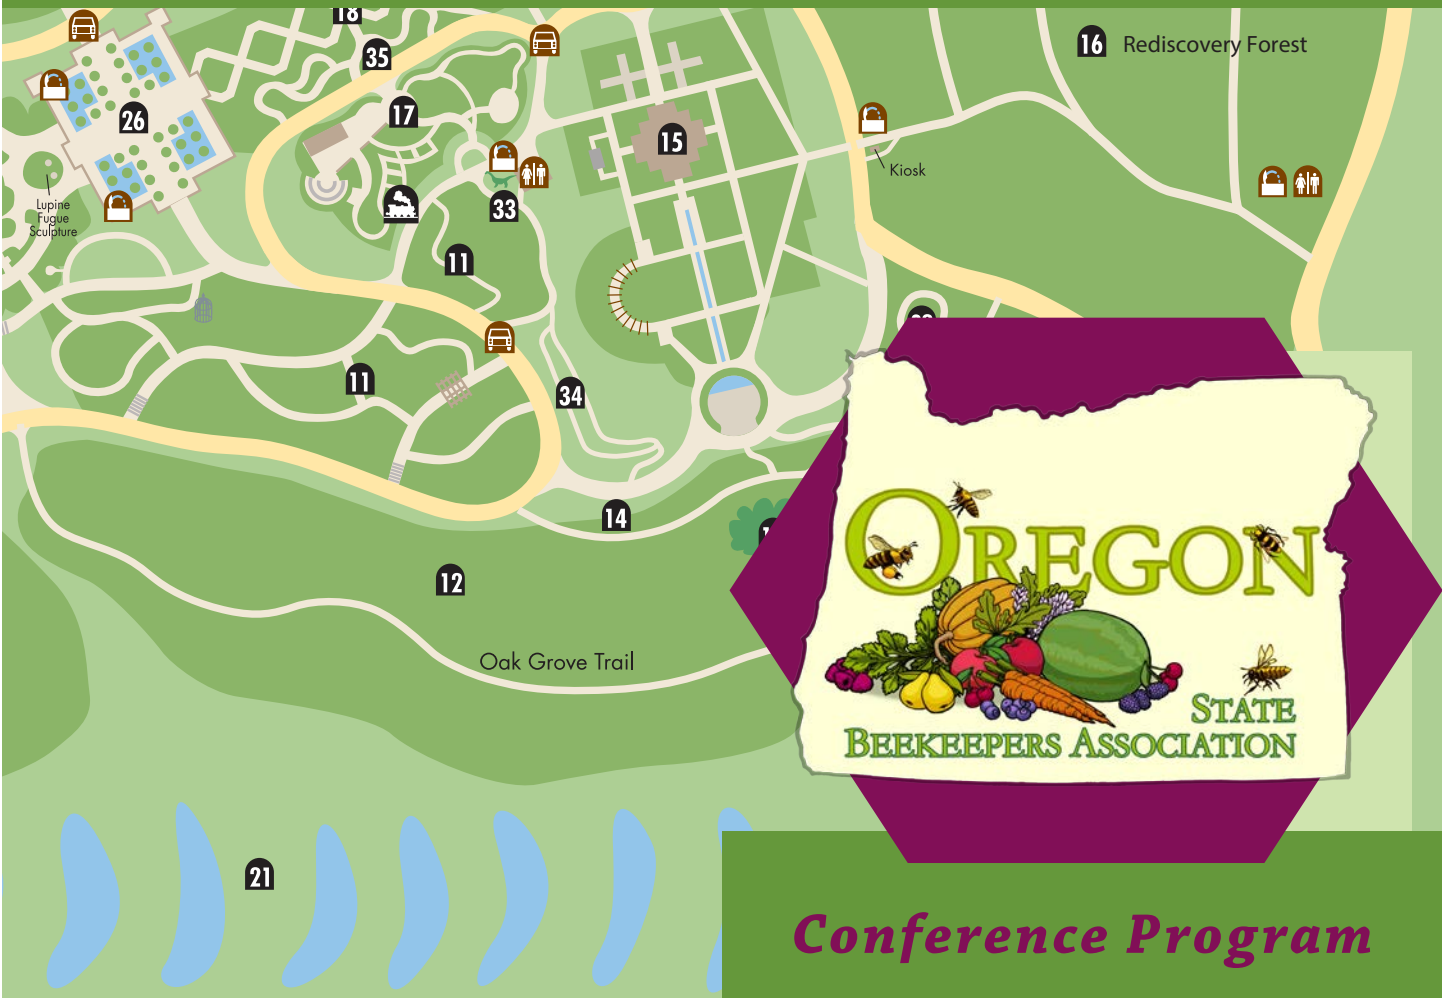 18
35
16 Rediscovery Forest
26
17
15
Kiosk
Lupine
Fugue
Sculpture
33
11
11
34
14
12
Oak Grove Trail
21
OREGON
STATE
BEEKEEPERS ASSOCIATION
Conference Program